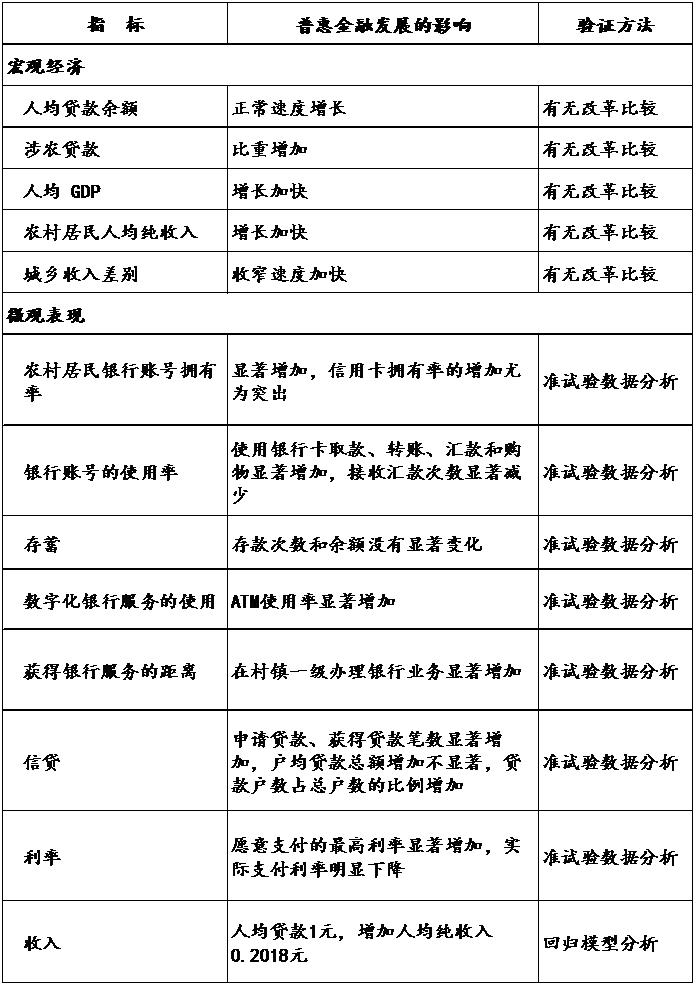 指 标 普惠金融发展的影响 验证方法
宏观经济
人均贷款余额 正常速度增长 有无改革比较
涉农贷款 比重增加 有无改革比较
人均 GDP 增长加快 有无改革比较
农村居民人均纯收入 增长加快 有无改革比较
城乡收入差别 收窄速度加快 有无改革比较
微观表现
农村居民银行账号拥有
率
显著增加，信用卡拥有率的增加尤
为突出
准试验数据分析
银行账号的使用率
使用银行卡取款、转账、汇款和购
物显著增加，接收汇款次数显著减
少
准试验数据分析
存蓄 存款次数和余额没有显著变化 准试验数据分析
数字化银行服务的使用 ATM使用率显著增加 准试验数据分析
获得银行服务的距离 在村镇一级办理银行业务显著增加 准试验数据分析
信贷
申请贷款、获得贷款笔数显著增
加，户均贷款总额增加不显著，贷
款户数占总户数的比例增加
准试验数据分析
利率
愿意支付的最高利率显著增加，实
际支付利率明显下降
准试验数据分析
收入
人均贷款1元，增加人均纯收入
0.2018元
回归模型分析